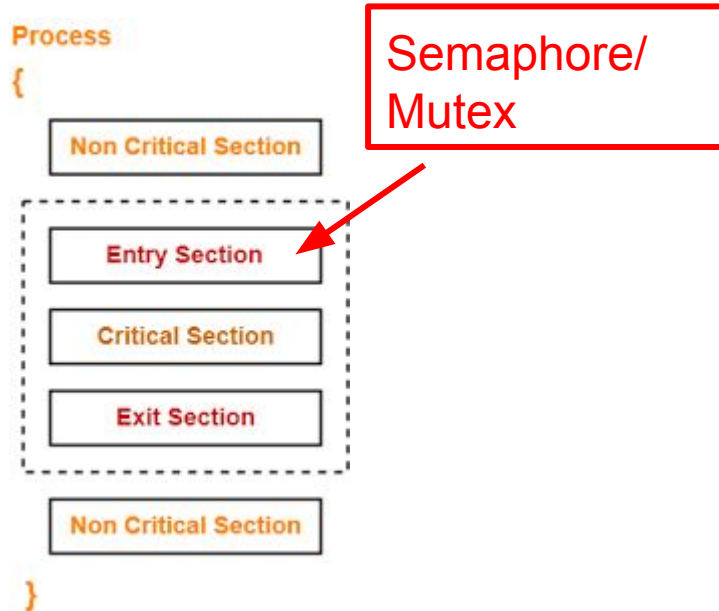 Process
{
Semaphore/
Mutex
Non Critical Section
Entry Section
Critical Section
Exit Section
Non Critical Section
}